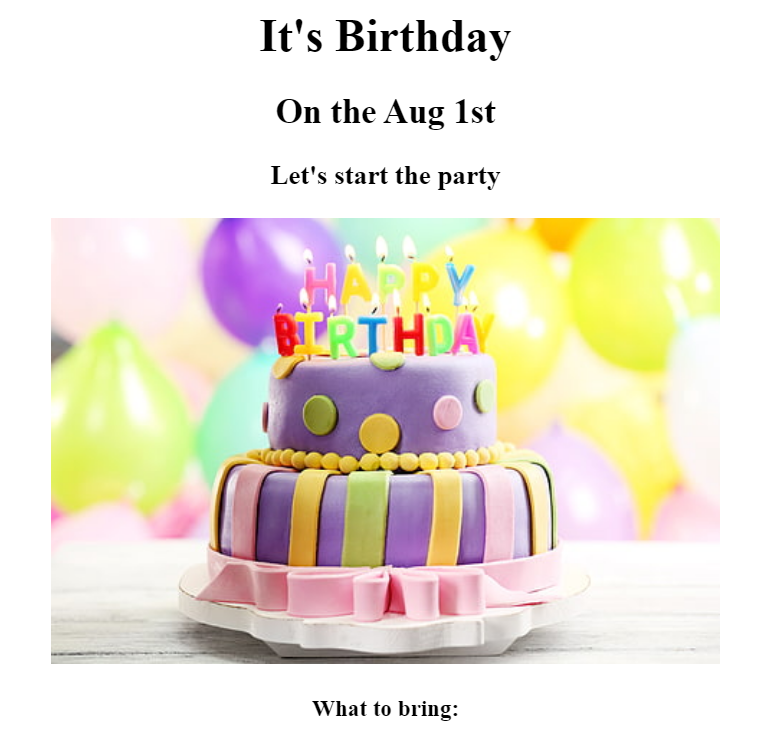 It's Birthday
On the Aug 1st
Let's start the party
HAPPY
BIRTHDAY
What to bring: